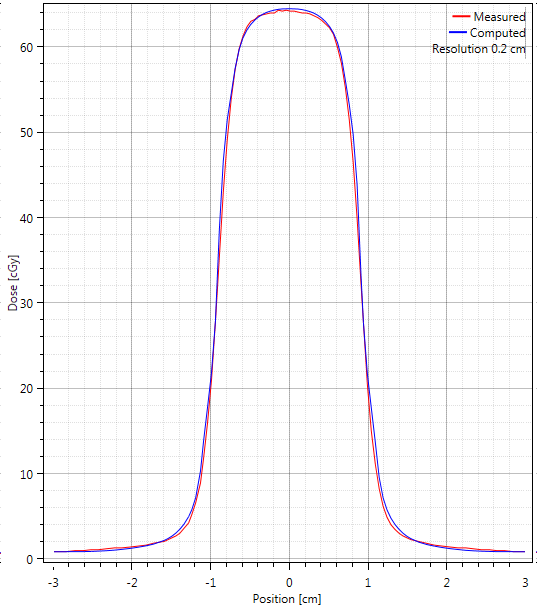 Measured
Computed
Resolution 0.2 cm
60
50
40
30
20
10
0
Dose [cGy]
-3 -2 -1 0 1 2 3
Position [cm]